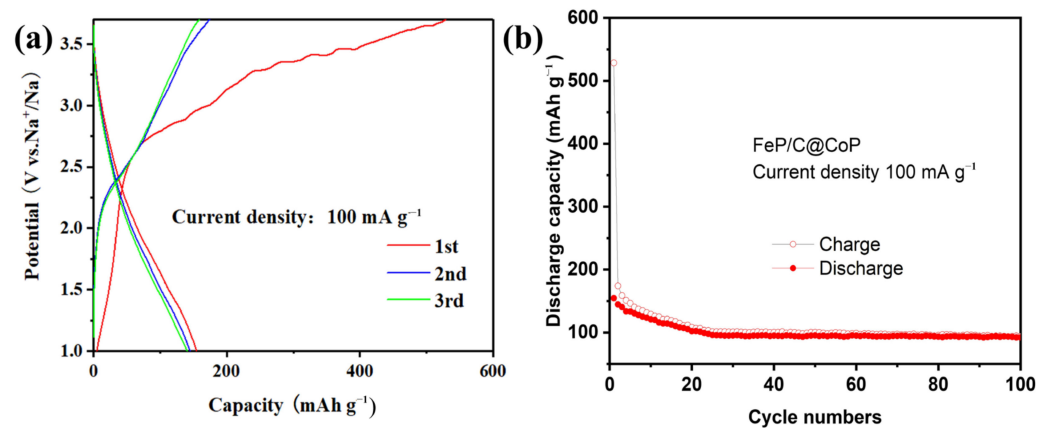 (a)
Potential (V vs.Na⁺/Na)
3.5
3.0
2.5
2.0
1.5
1.0
Current density: 100 mA g⁻¹
1st
2nd
3rd
0 200 400 600
Capacity (mAh g⁻¹)
(b)
Discharge capacity (mAh g⁻¹)
600
500
400
300
200
100
FeP/C@CoP
Current density 100 mA g⁻¹
Charge
Discharge
0 20 40 60 80 100
Cycle numbers